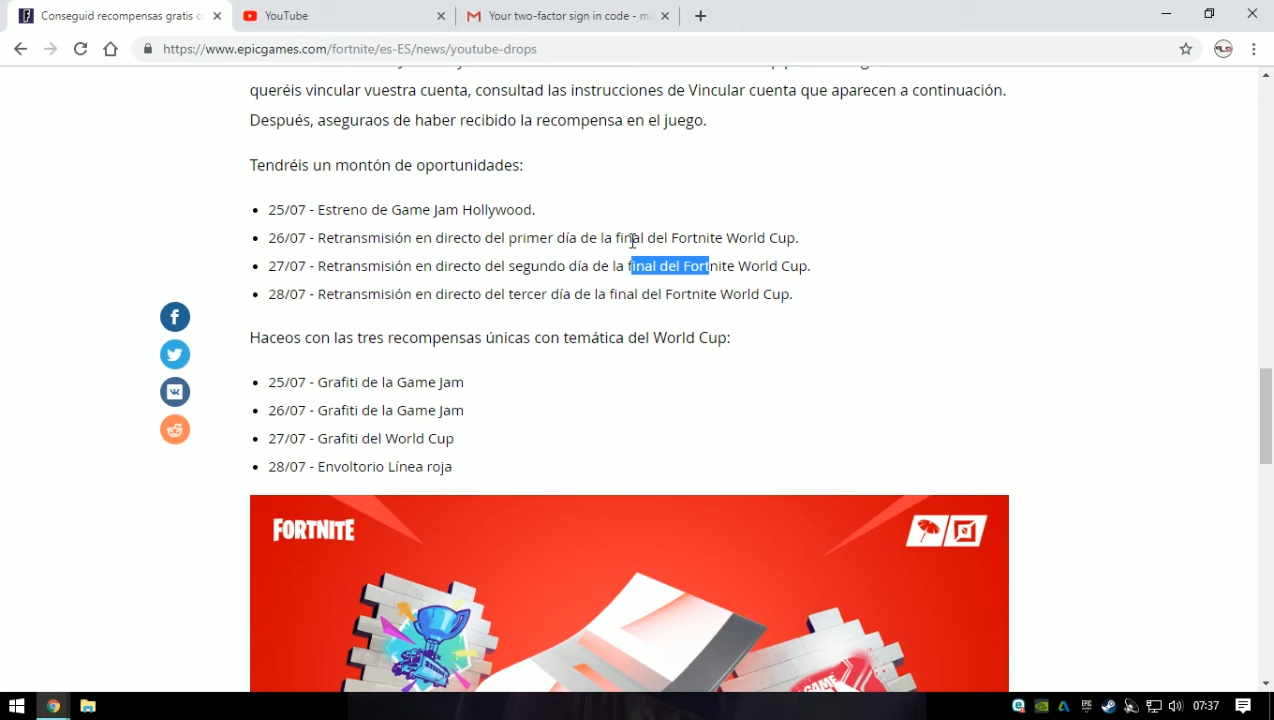 Conseguid recompensas gratis c
YouTube
Your two-factor sign in code - m
https://www.epicgames.com/fortnite/es-ES/news/youtube-drops
queréis vincular vuestra cuenta, consultad las instrucciones de Vincular cuenta que aparecen a continuación.
Después, aseguraos de haber recibido la recompensa en el juego.
Tendréis un montón de oportunidades:
25/07 - Estreno de Game Jam Hollywood.
26/07 - Retransmisión en directo del primer día de la final del Fortnite World Cup.
27/07 - Retransmisión en directo del segundo día de la final del Fortnite World Cup.
28/07 - Retransmisión en directo del tercer día de la final del Fortnite World Cup.
Haceos con las tres recompensas únicas con temática del World Cup:
25/07 - Grafiti de la Game Jam
26/07 - Grafiti de la Game Jam
27/07 - Grafiti del World Cup
28/07 - Envoltorio Línea roja
FORTNITE
GAME
07:37